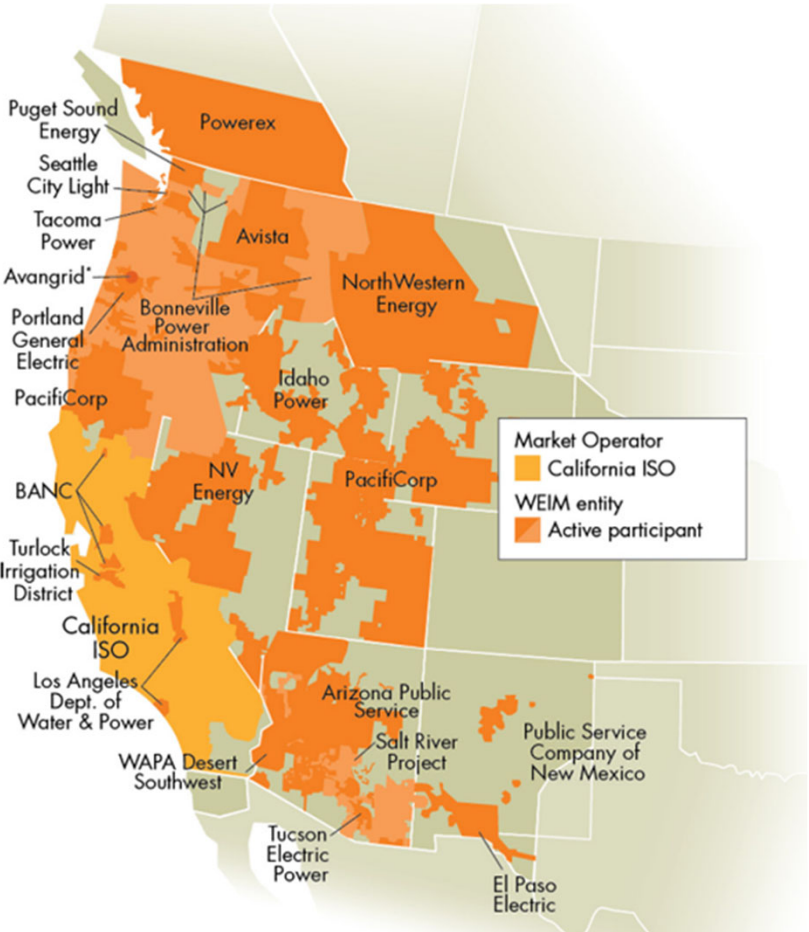 Powerex
Puget Sound
Energy
Seattle
City Light
Tacoma
Power
Avista
Avangrid*
NorthWestern
Energy
Bonneville
Power
Administration
Portland
General
Electric
Idaho
Power
PacifiCorp
NV
Energy
PacifiCorp
Market Operator
California ISO
WEIM entity
Active participant
BANC
Turlock
Irrigation
District
California
ISO
Los Angeles
Dept. of
Water & Power
Arizona Public
Service
Salt River
Project
Public Service
Company of
New Mexico
WAPA Desert
Southwest
Tucson
Electric
Power
El Paso
Electric